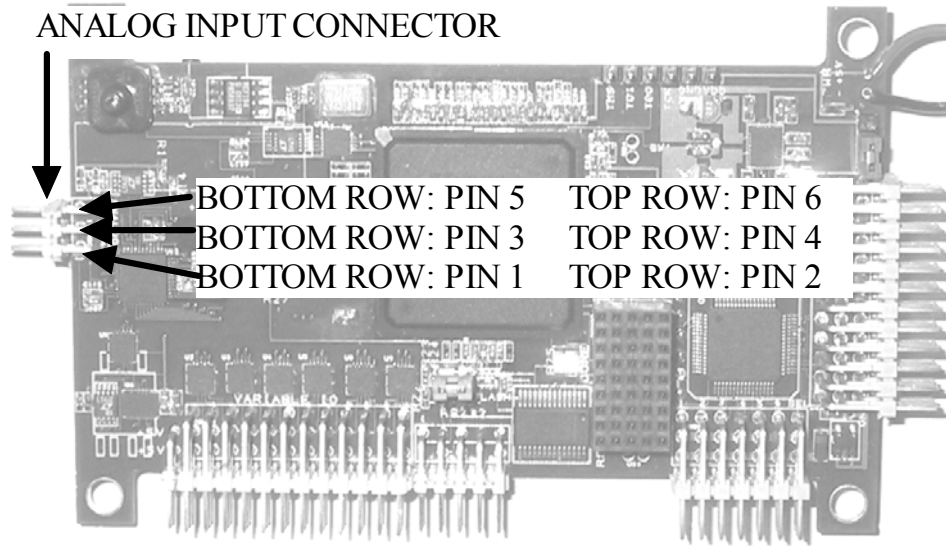 ANALOG INPUT CONNECTOR
BOTTOM ROW: PIN 5 TOP ROW: PIN 6
BOTTOM ROW: PIN 3 TOP ROW: PIN 4
BOTTOM ROW: PIN 1 TOP ROW: PIN 2
VARIABLE IO